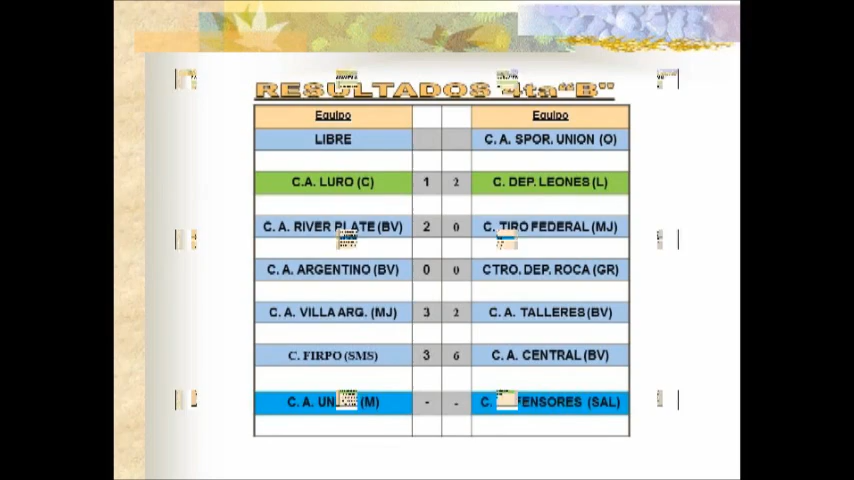 RESULTADOS 4ta "B"
Equipo Equipo
LIBRE C. A. SPOR. UNION (O)
C.A. LURO (C) 1 2 C. DEP. LEONES (L)
C. A. RIVER PLATE (BV) 2 0 C. TIRO FEDERAL (MJ)
C. A. ARGENTINO (BV) 0 0 CTRO. DEP. ROCA (GR)
C. A. VILLA ARG. (MJ) 3 2 C. A. TALLERES (BV)
C. FIRPO (SMS) 3 6 C. A. CENTRAL (BV)
C. A. (M) - - C. (SAL)